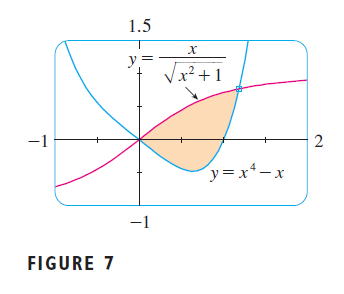 1.5
y = x/√(x² + 1)
−1
2
y = x⁴ − x
−1
FIGURE 7